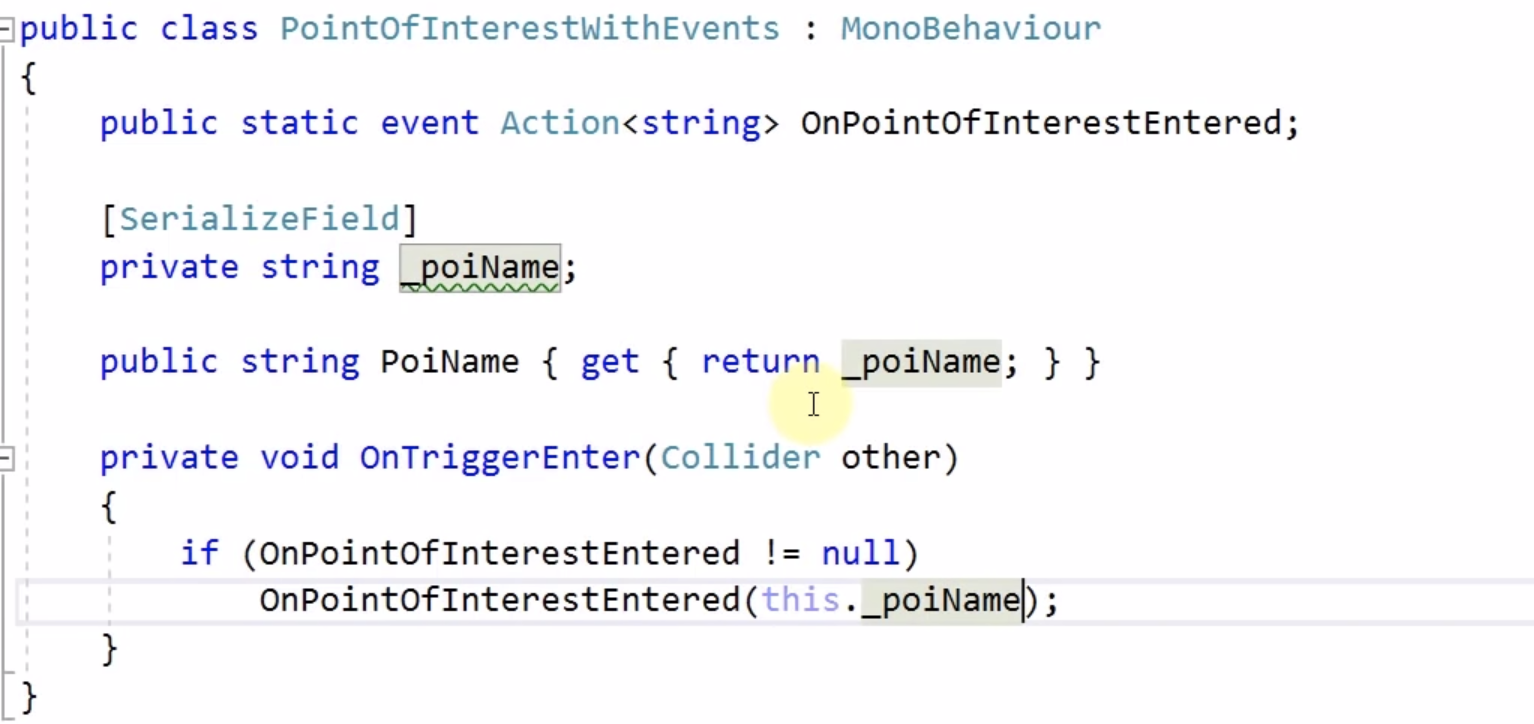 public class PointOfInterestWithEvents : MonoBehaviour
{
public static event Action<string> OnPointOfInterestEntered;
[SerializeField]
private string _poiName;
public string PoiName { get { return _poiName; } }
private void OnTriggerEnter(Collider other)
{
if (OnPointOfInterestEntered != null)
OnPointOfInterestEntered(this._poiName);
}
}